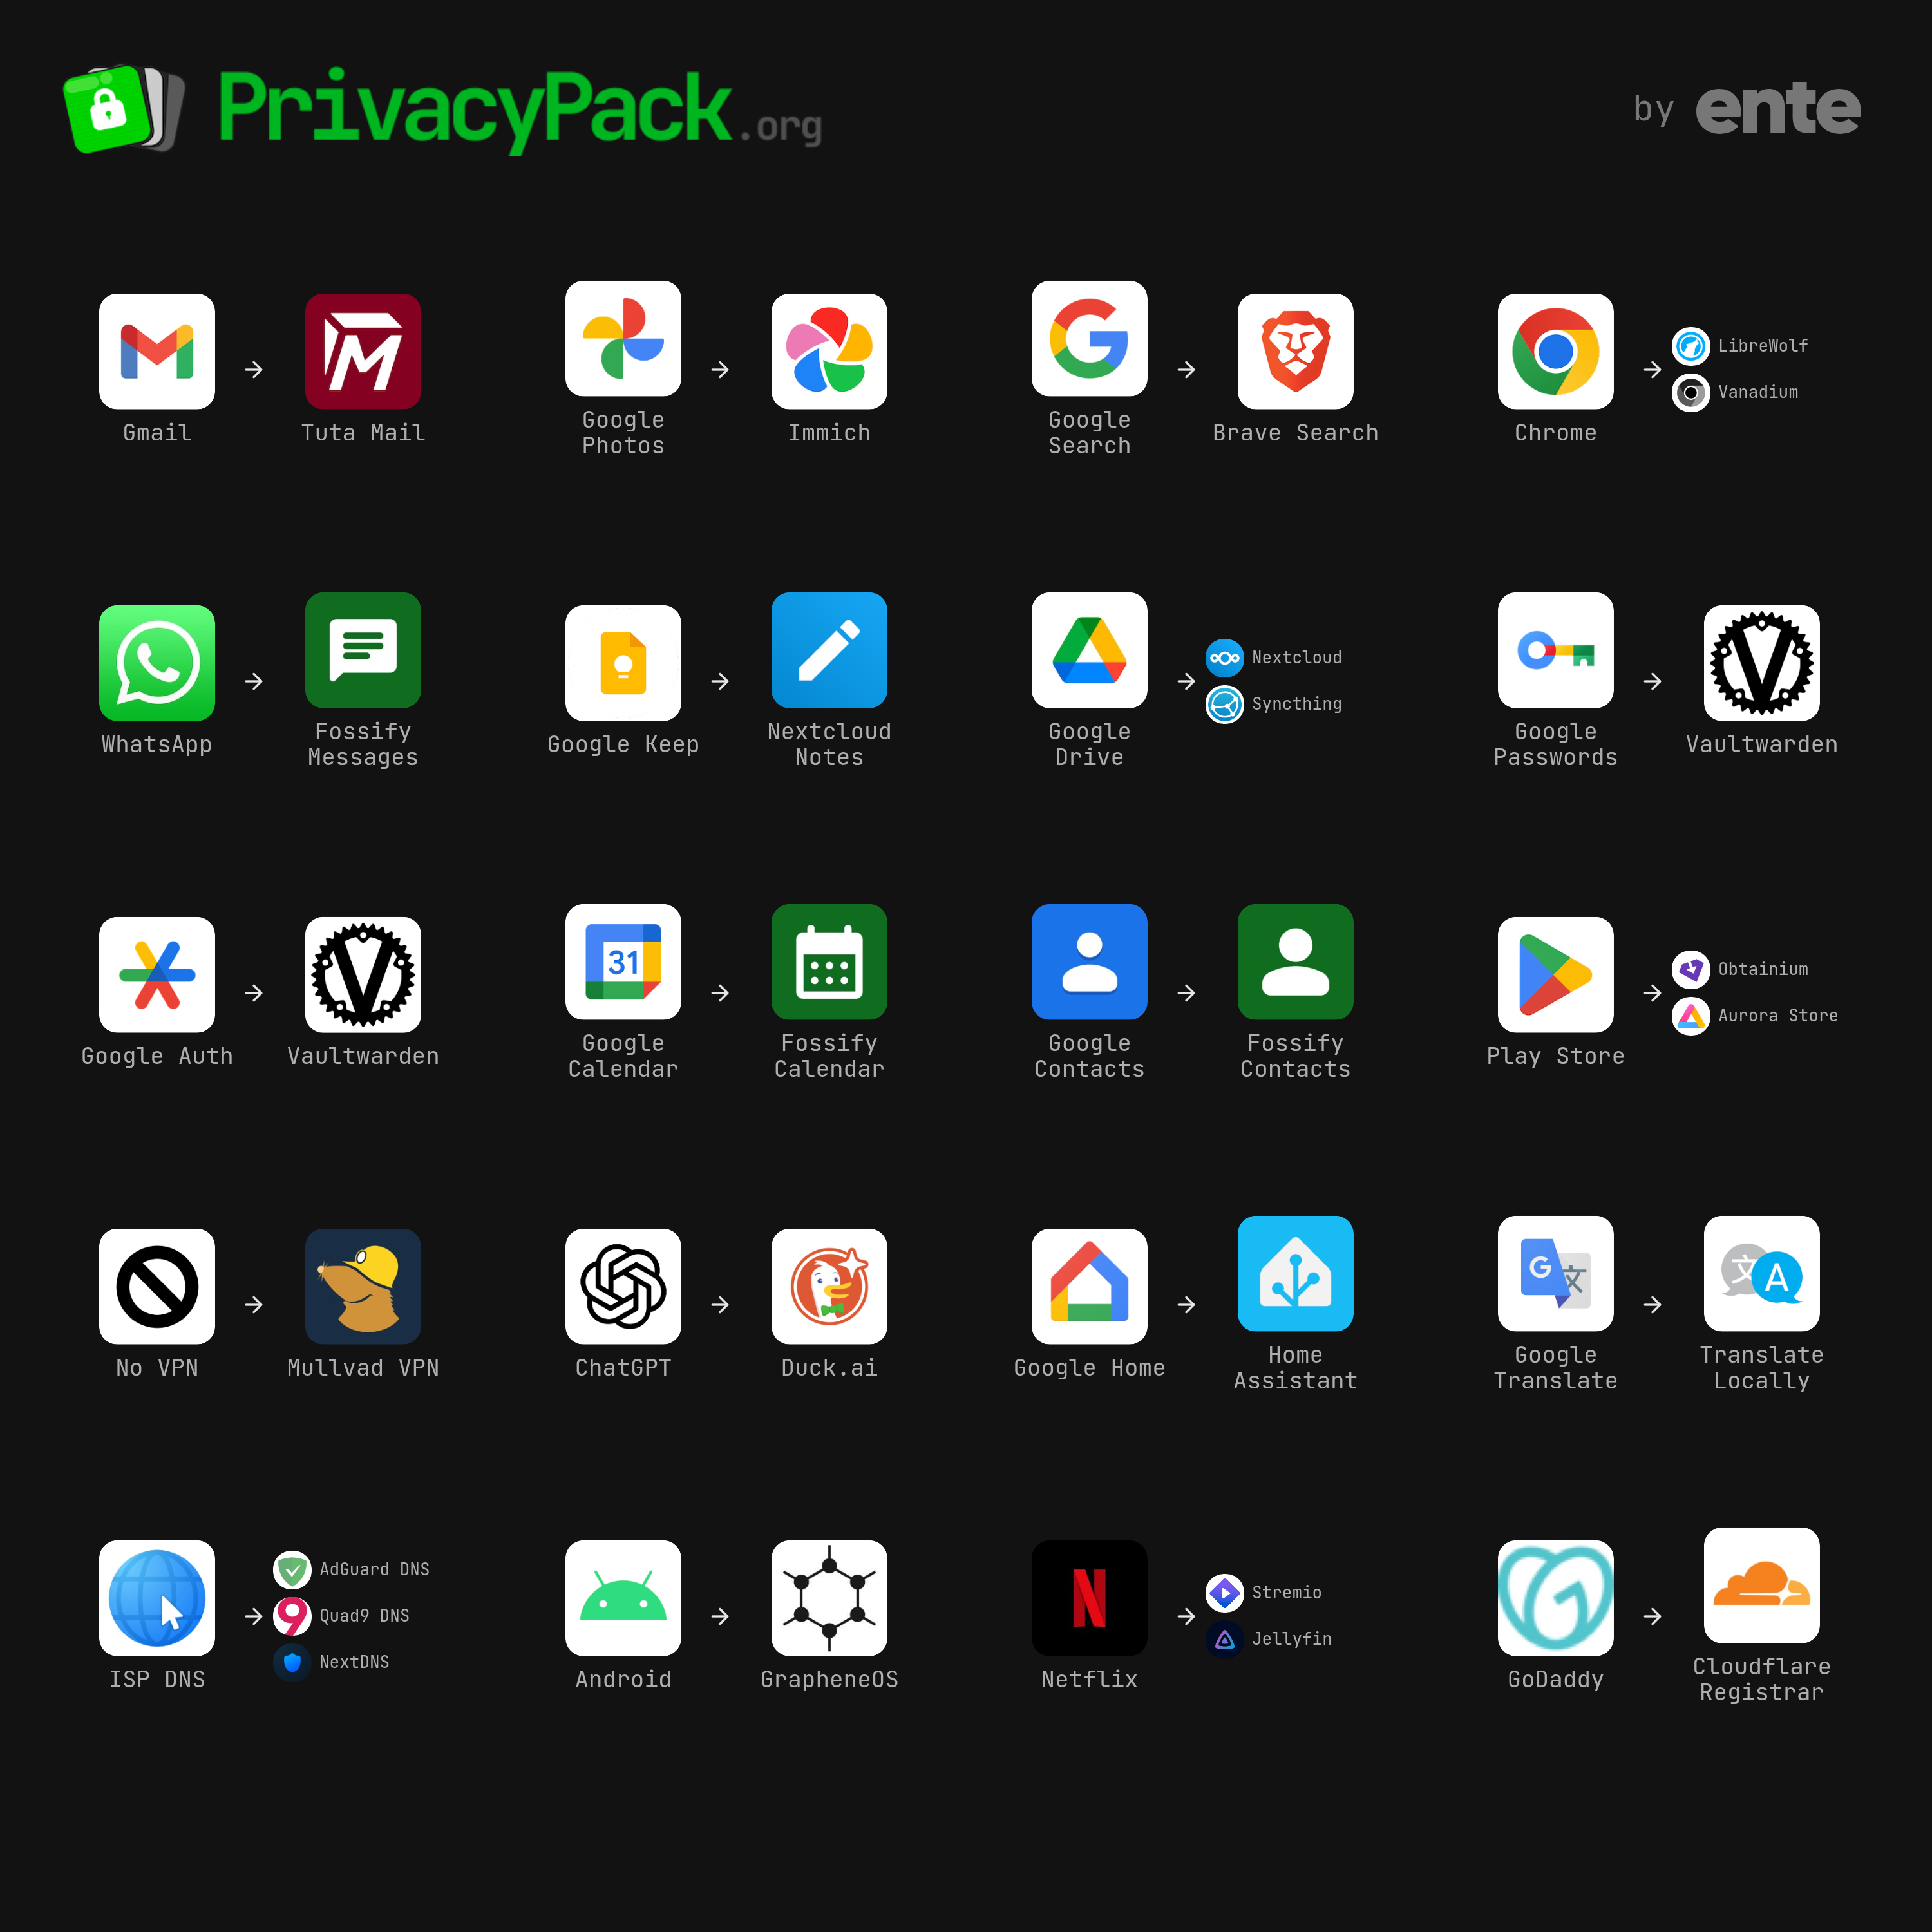 PrivacyPack.org
by ente
Gmail
Tuta Mail
Google
Photos
Immich
Google
Search
Brave Search
Chrome
LibreWolf
Vanadium
WhatsApp
Fossify
Messages
Google Keep
Nextcloud
Notes
Google
Drive
Nextcloud
Syncthing
Google
Passwords
Vaultwarden
Google Auth
Vaultwarden
31
Google
Calendar
Fossify
Calendar
Google
Contacts
Fossify
Contacts
Play Store
Obtainium
Aurora Store
No VPN
Mullvad VPN
ChatGPT
Duck.ai
Google Home
Home
Assistant
G 文
Google
Translate
文 A
Translate
Locally
ISP DNS
AdGuard DNS
9
Quad9 DNS
NextDNS
Android
GrapheneOS
N
Netflix
Stremio
Jellyfin
GoDaddy
Cloudflare
Registrar